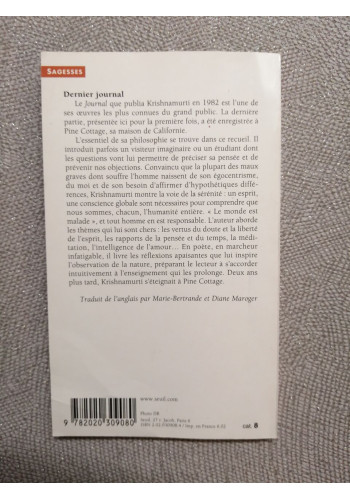 SAGESSES
Dernier journal
Le Journal que publia Krishnamurti en 1982 est l'une de
ses œuvres les plus connues du grand public. La dernière
partie, présentée ici pour la première fois, a été enregistrée à
Pine Cottage, sa maison de Californie.
L'essentiel de sa philosophie se trouve dans ce recueil. Il
introduit parfois un visiteur imaginaire ou un étudiant dont
les questions vont lui permettre de préciser sa pensée et de
prévenir nos objections. Convaincu que la plupart des maux
graves dont souffre l'homme naissent de son égocentrisme,
du moi et de son besoin d'affirmer d'hypothétiques diffé-
rences, Krishnamurti montre la voie de la sérénité : un esprit,
une conscience globale sont nécessaires pour comprendre que
nous sommes, chacun, l'humanité entière. « Le monde est
malade », et tout homme en est responsable. L'auteur aborde
les thèmes qui lui sont chers : les vertus du doute et la liberté
de l'esprit, les rapports de la pensée et du temps, la médi-
tation, l'intelligence de l'amour... En poète, en marcheur
infatigable, il livre les réflexions apaisantes que lui inspire
l'observation de la nature, préparant le lecteur à s'accorder
intuitivement à l'enseignement qui les prolonge. Deux ans
plus tard, Krishnamurti s'éteignait à Pine Cottage.
Traduit de l'anglais par Marie-Bertrande et Diane Maroger
www.seuil.com
9 782020 309080
Seuil, 27 r. Jacob, Paris 6
cat. 8